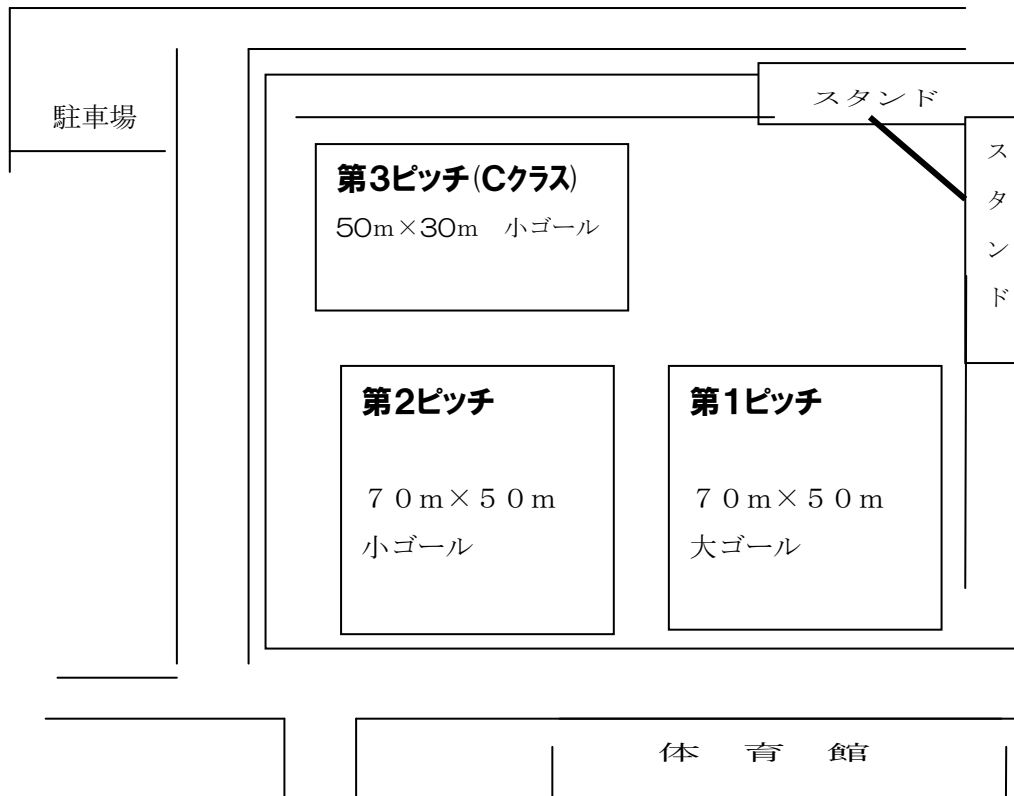 スタンド
駐車場
スタンド
第3ピッチ(Cクラス)
50m×30m　小ゴール
第2ピッチ
７０m×５０m
小ゴール
第1ピッチ
７０m×５０m
大ゴール
体　育　館